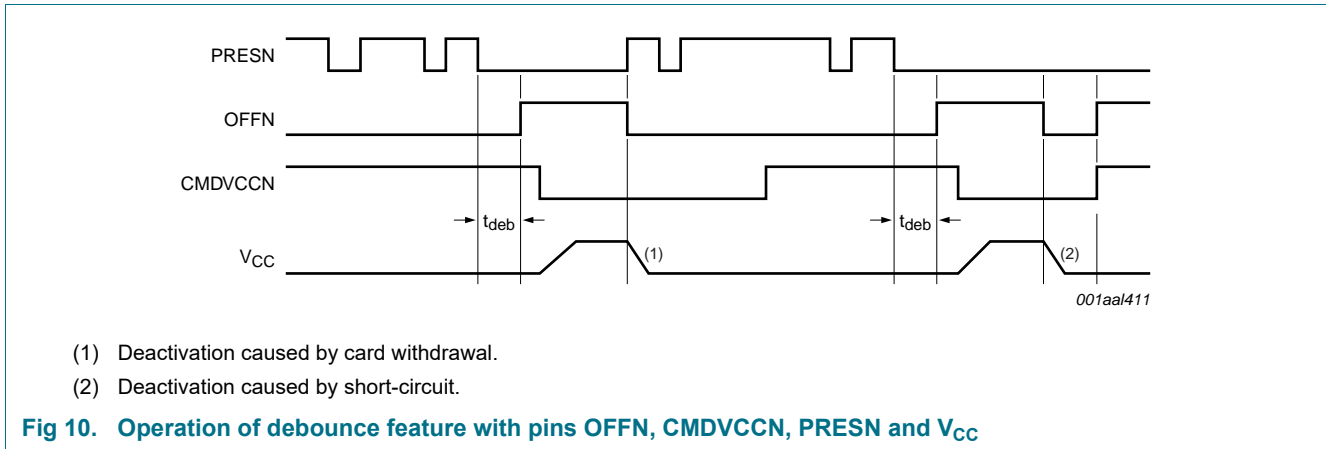 PRESN
OFFN
CMDVCCN
tdeb tdeb
VCC (1) (2)
001aal411
(1) Deactivation caused by card withdrawal.
(2) Deactivation caused by short-circuit.
Fig 10. Operation of debounce feature with pins OFFN, CMDVCCN, PRESN and VCC